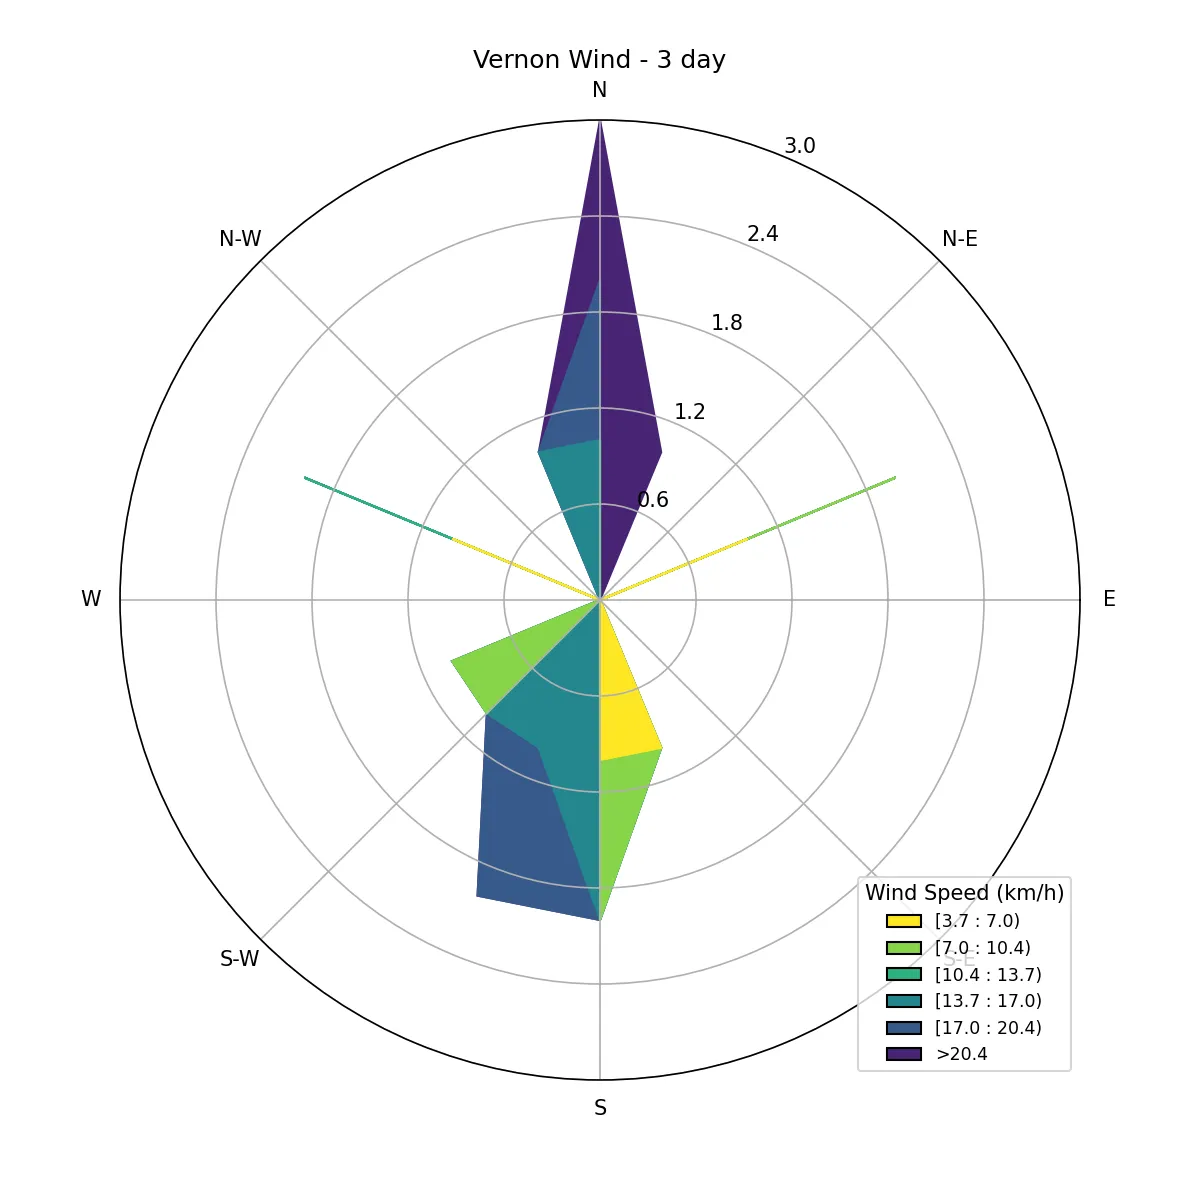 Vernon Wind - 3 day
N
3.0
N-W
2.4
N-E
1.8
1.2
0.6
W
E
S-W
S-E
S
Wind Speed (km/h)
[3.7 : 7.0)
[7.0 : 10.4)
[10.4 : 13.7)
[13.7 : 17.0)
[17.0 : 20.4)
>20.4